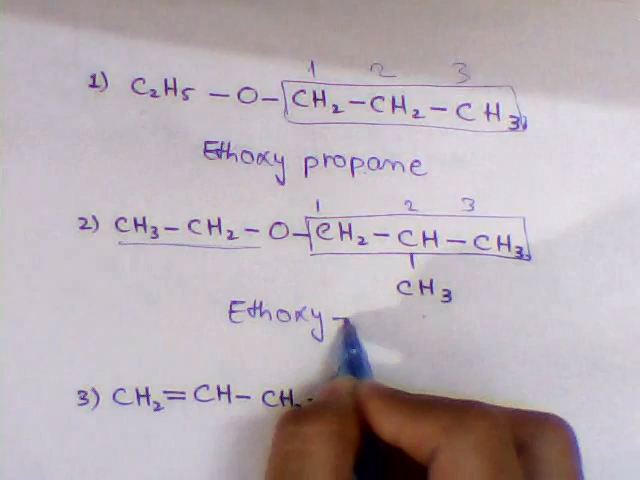 1 2 3
1) C₂H₅ – O – CH₂ – CH₂ – CH₃
Ethoxy propane
1 2 3
2) CH₃ – CH₂ – O – CH₂ – CH – CH₃
CH₃
Ethoxy –
3) CH₂ = CH –